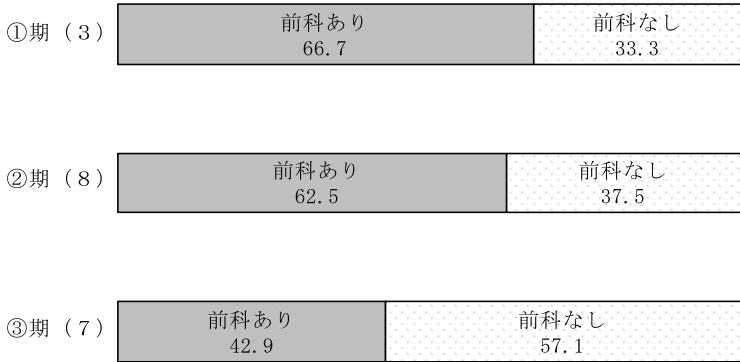 ①期（３） 前科あり 66.7 前科なし 33.3
②期（８） 前科あり 62.5 前科なし 37.5
③期（７） 前科あり 42.9 前科なし 57.1